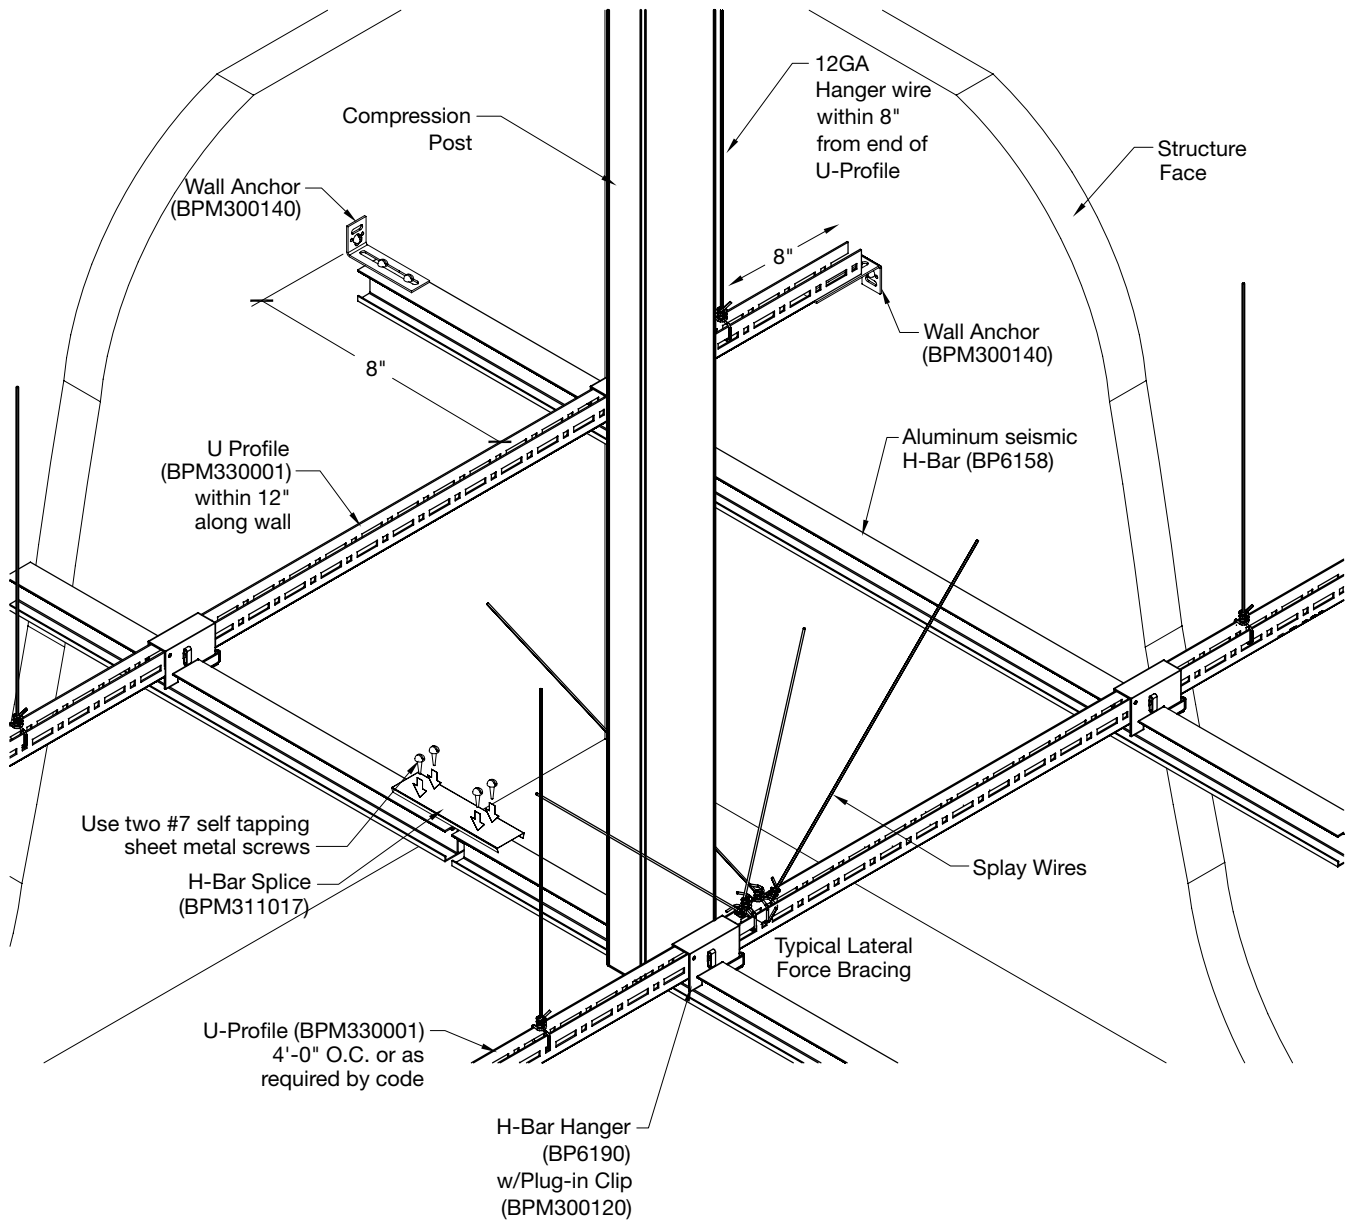 12GA
Hanger wire
within 8"
from end of
U-Profile
Compression
Post
Structure
Face
Wall Anchor
(BPM300140)
8"
Wall Anchor
(BPM300140)
8"
Aluminum seismic
H-Bar (BP6158)
U Profile
(BPM330001)
within 12"
along wall
Use two #7 self tapping
sheet metal screws
H-Bar Splice
(BPM311017)
Splay Wires
Typical Lateral
Force Bracing
U-Profile (BPM330001)
4'-0" O.C. or as
required by code
H-Bar Hanger
(BP6190)
w/Plug-in Clip
(BPM300120)